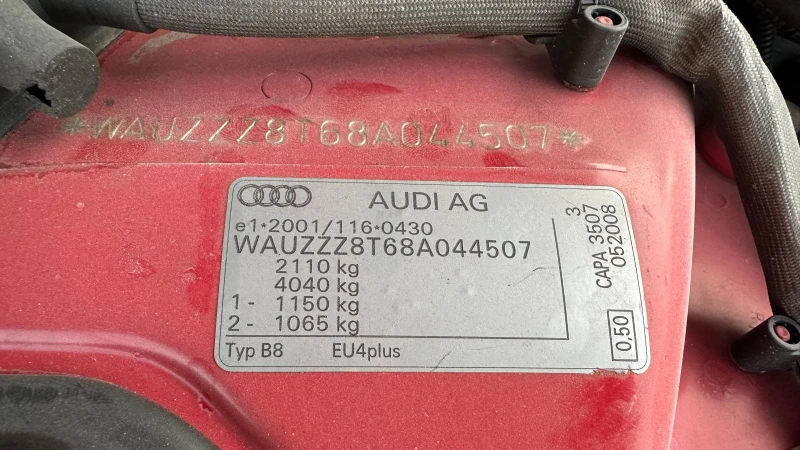 *WAUZZZ8T68A044507*
AUDI AG
e1*2001/116*0430
WAUZZZ8T68A044507
2110 kg
4040 kg
1 - 1150 kg
2 - 1065 kg
Typ B8 EU4plus
3
CAPA 3507
052008
0,50